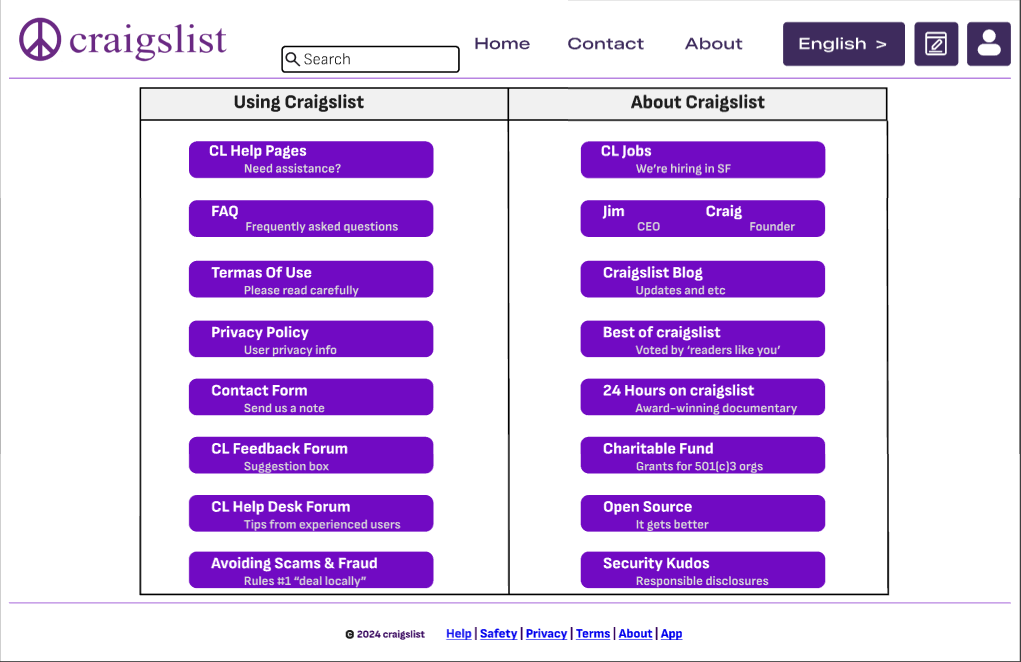 craigslist
Search
Home
Contact
About
English >
Using Craigslist
About Craigslist
CL Help Pages
Need assistance?
FAQ
Frequently asked questions
Termas Of Use
Please read carefully
Privacy Policy
User privacy info
Contact Form
Send us a note
CL Feedback Forum
Suggestion box
CL Help Desk Forum
Tips from experienced users
Avoiding Scams & Fraud
Rules #1 “deal locally”
CL Jobs
We’re hiring in SF
Jim Craig
CEO Founder
Craigslist Blog
Updates and etc
Best of craigslist
Voted by ‘readers like you’
24 Hours on craigslist
Award-winning documentary
Charitable Fund
Grants for 501(c)3 orgs
Open Source
It gets better
Security Kudos
Responsible disclosures
© 2024 craigslist Help | Safety | Privacy | Terms | About | App